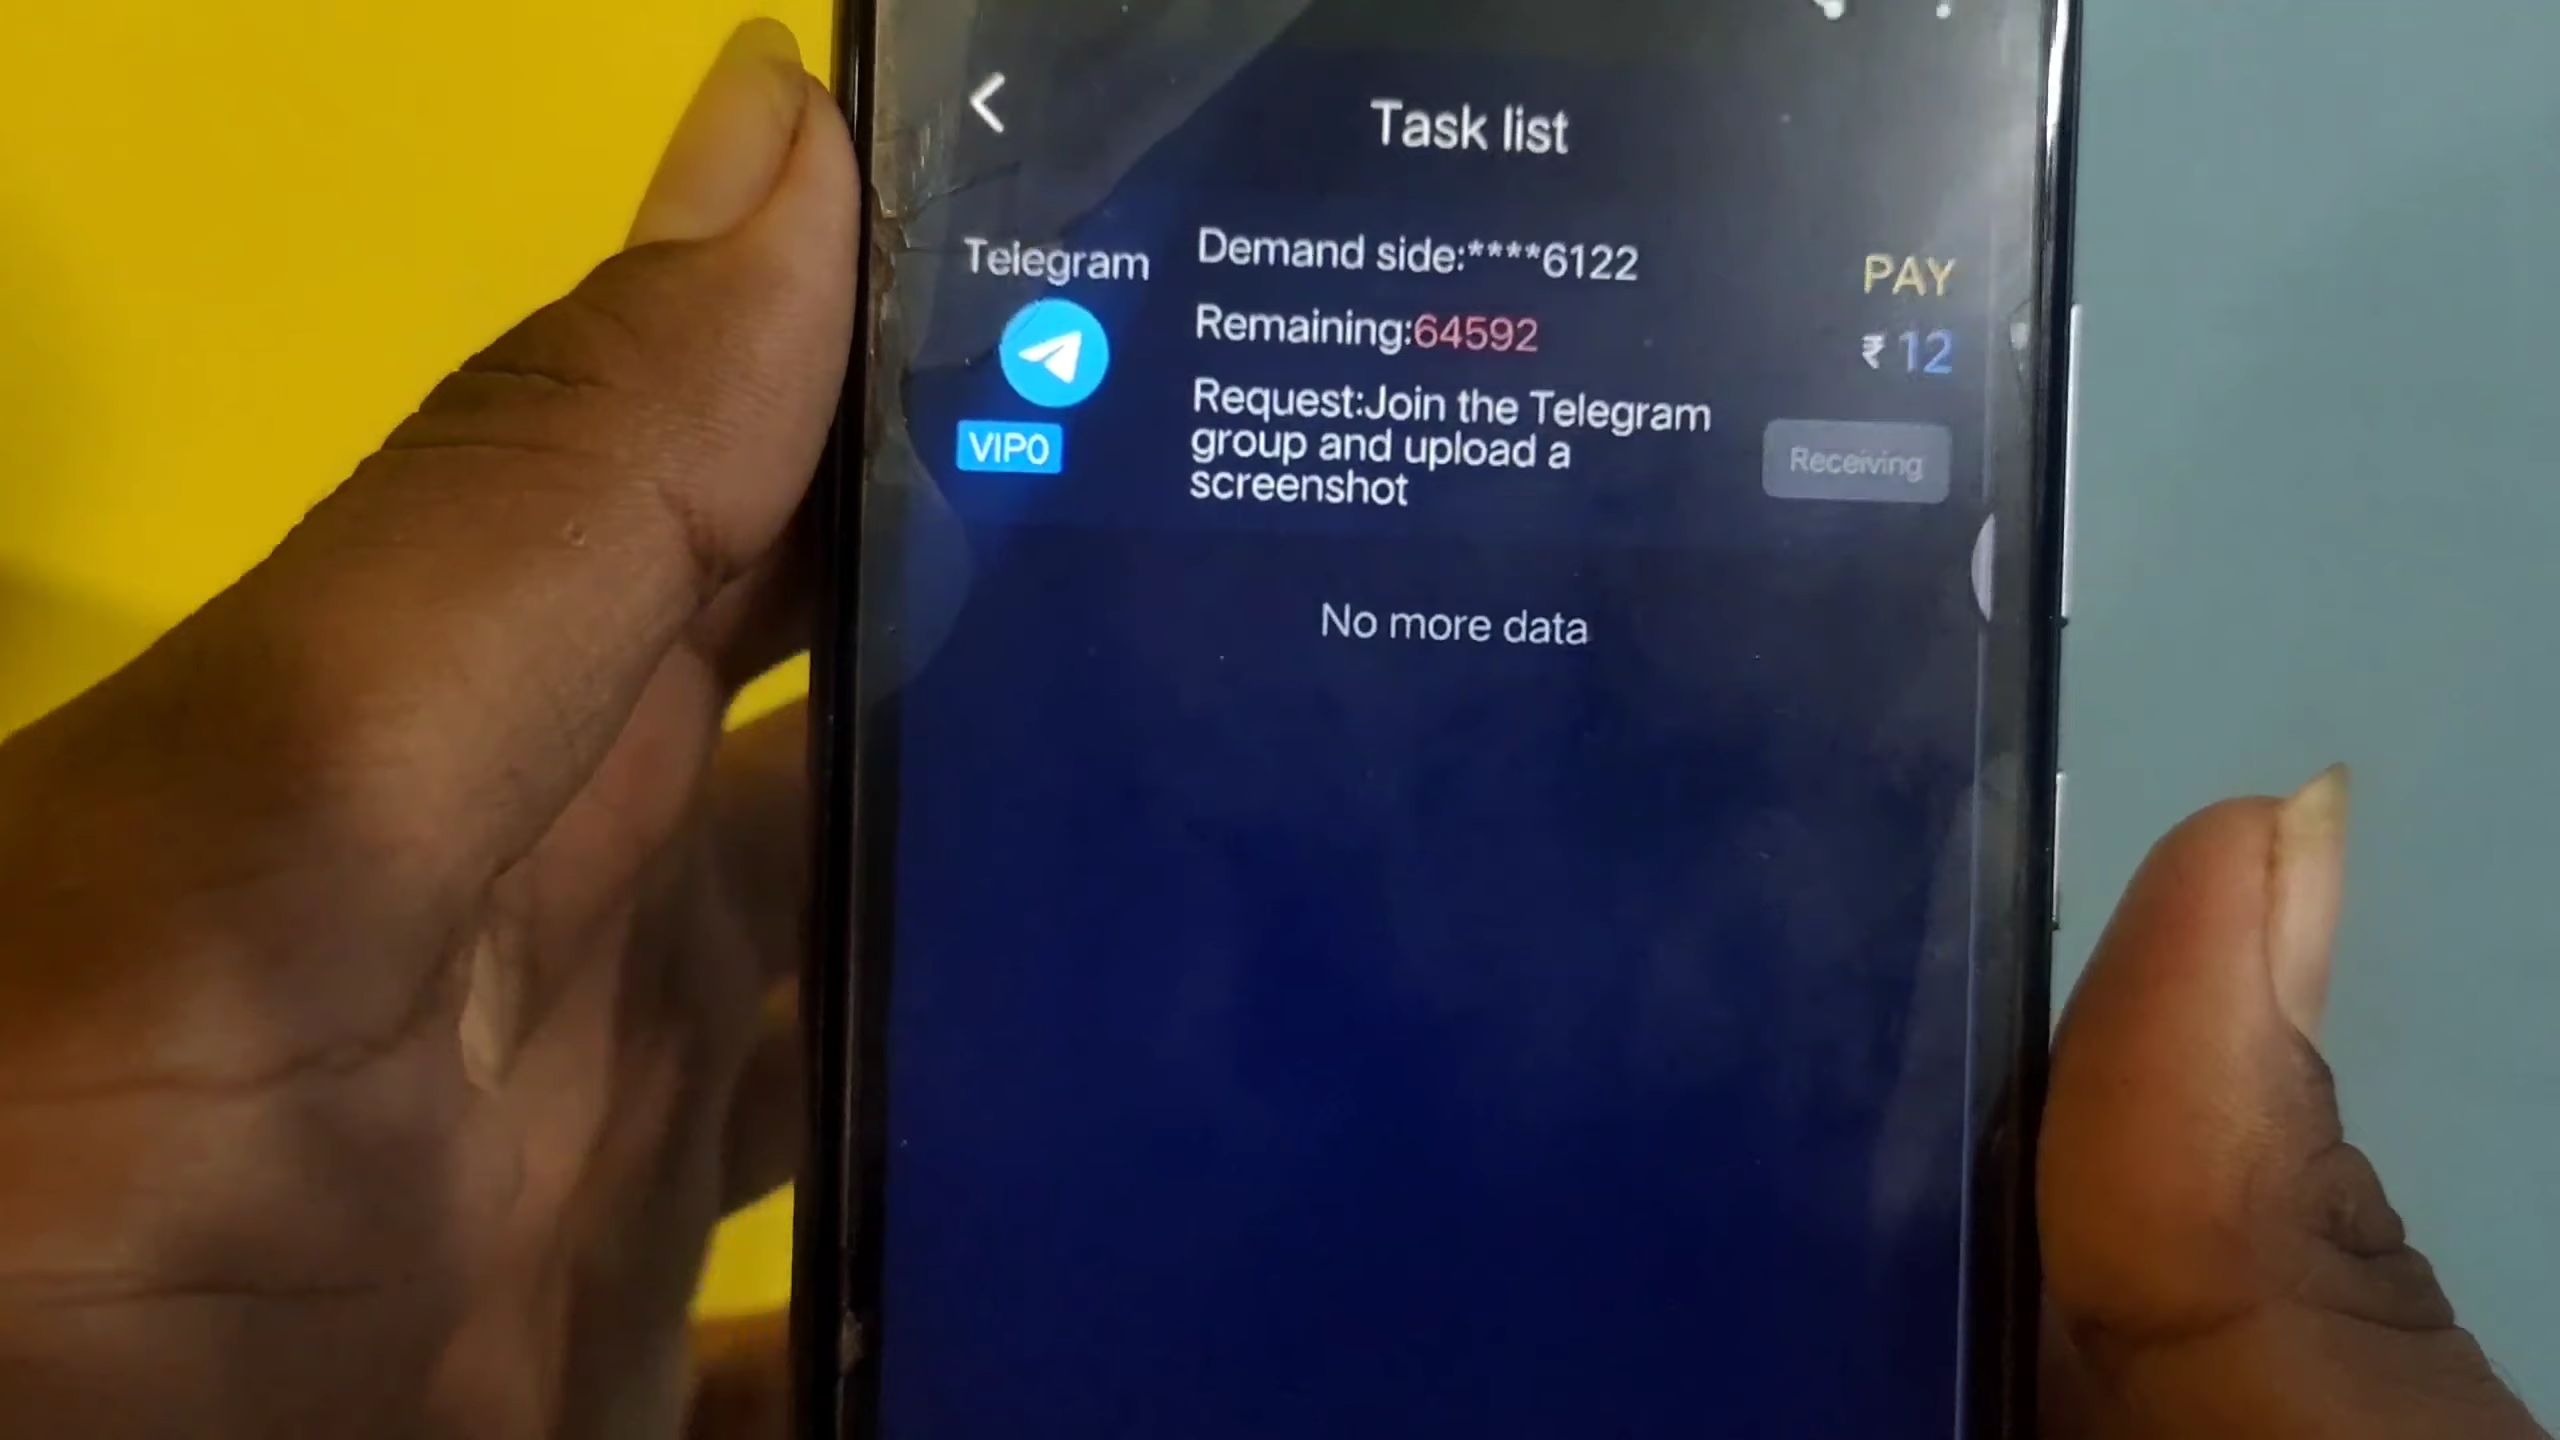 Task list
Telegram
VIP0
Demand side:****6122
Remaining:64592
Request:Join the Telegram
group and upload a
screenshot
PAY
₹ 12
Receiving
No more data